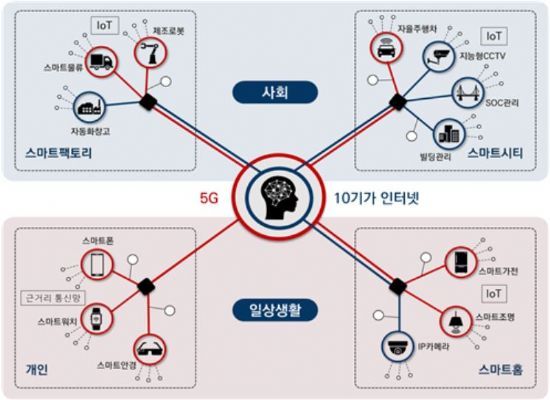 IoT
제조로봇
스마트물류
자동화창고
스마트팩토리
사회
자율주행차
IoT
지능형CCTV
SOC관리
빌딩관리
스마트시티
5G
10기가 인터넷
스마트폰
근거리 통신망
스마트워치
스마트안경
개인
일상생활
스마트가전
IoT
스마트조명
IP카메라
스마트홈